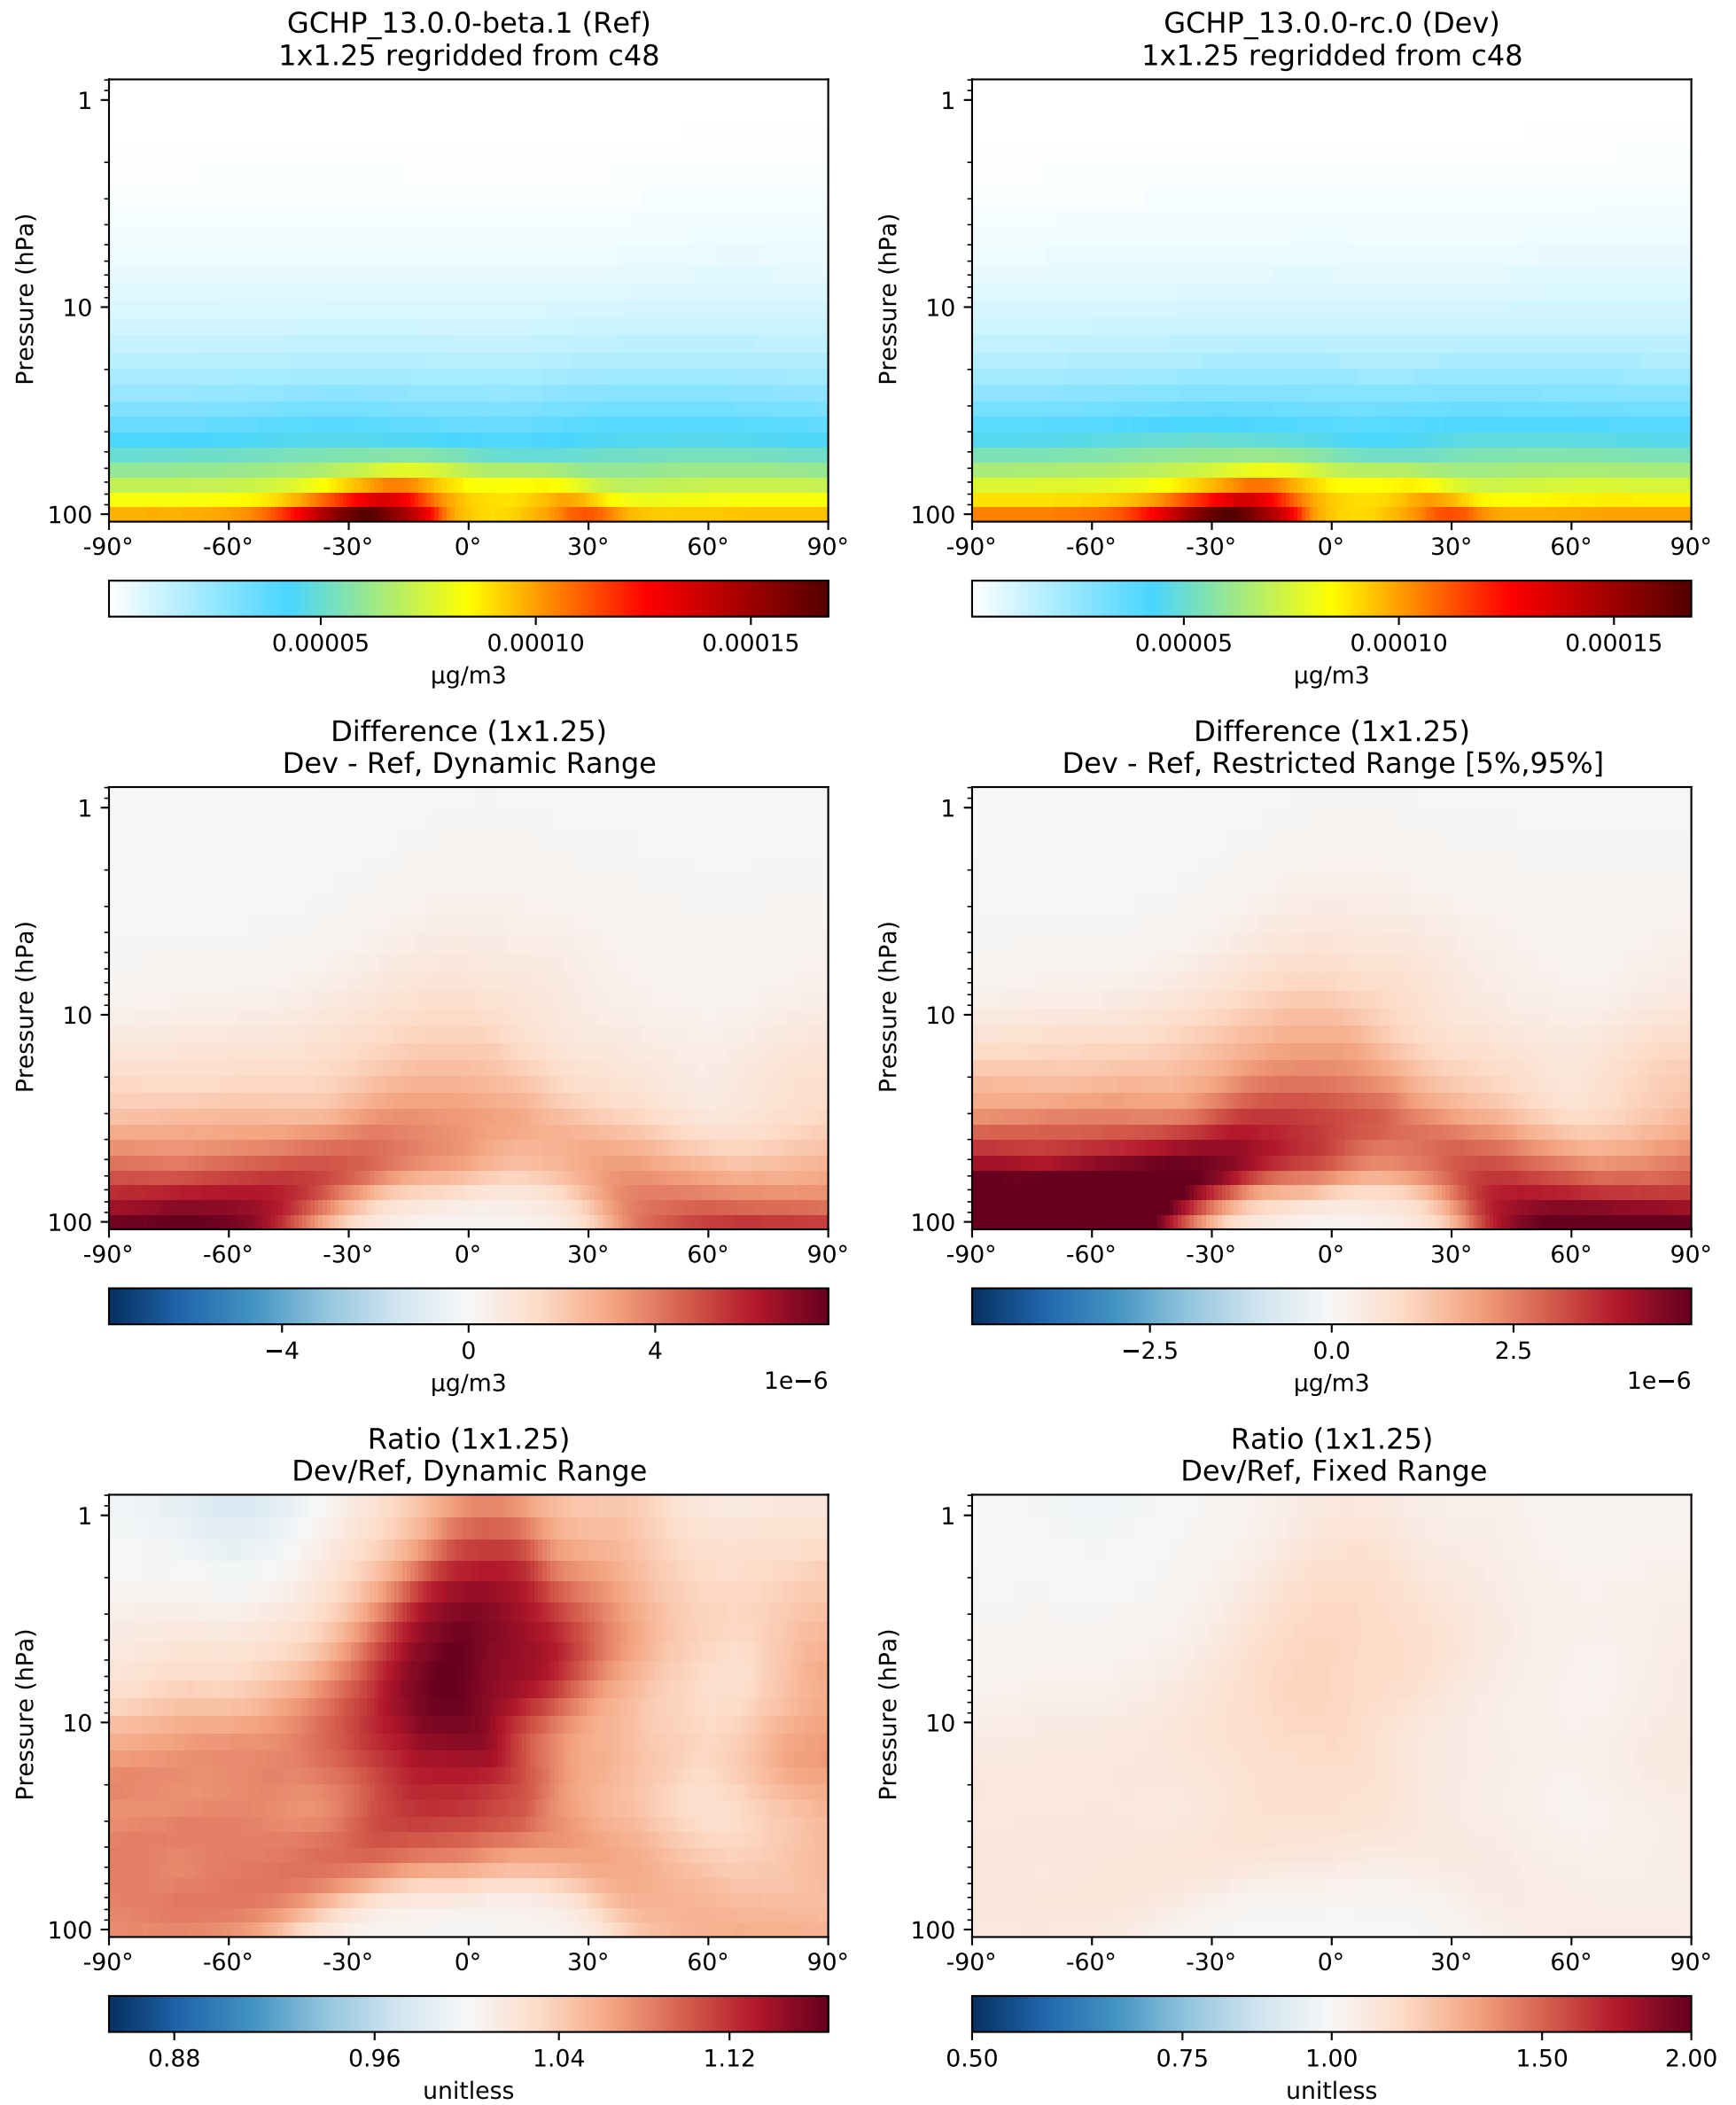 GCHP_13.0.0-beta.1 (Ref)
1x1.25 regridded from c48
Pressure (hPa)
1
10
100
-90° -60° -30° 0° 30° 60° 90°
0.00005 0.00010 0.00015
µg/m3
GCHP_13.0.0-rc.0 (Dev)
1x1.25 regridded from c48
Pressure (hPa)
1
10
100
-90° -60° -30° 0° 30° 60° 90°
0.00005 0.00010 0.00015
µg/m3
Difference (1x1.25)
Dev - Ref, Dynamic Range
Pressure (hPa)
1
10
100
-90° -60° -30° 0° 30° 60° 90°
−4 0 4
µg/m3 1e−6
Difference (1x1.25)
Dev - Ref, Restricted Range [5%,95%]
Pressure (hPa)
1
10
100
-90° -60° -30° 0° 30° 60° 90°
−2.5 0.0 2.5
µg/m3 1e−6
Ratio (1x1.25)
Dev/Ref, Dynamic Range
Pressure (hPa)
1
10
100
-90° -60° -30° 0° 30° 60° 90°
0.88 0.96 1.04 1.12
unitless
Ratio (1x1.25)
Dev/Ref, Fixed Range
Pressure (hPa)
1
10
100
-90° -60° -30° 0° 30° 60° 90°
0.50 0.75 1.00 1.50 2.00
unitless